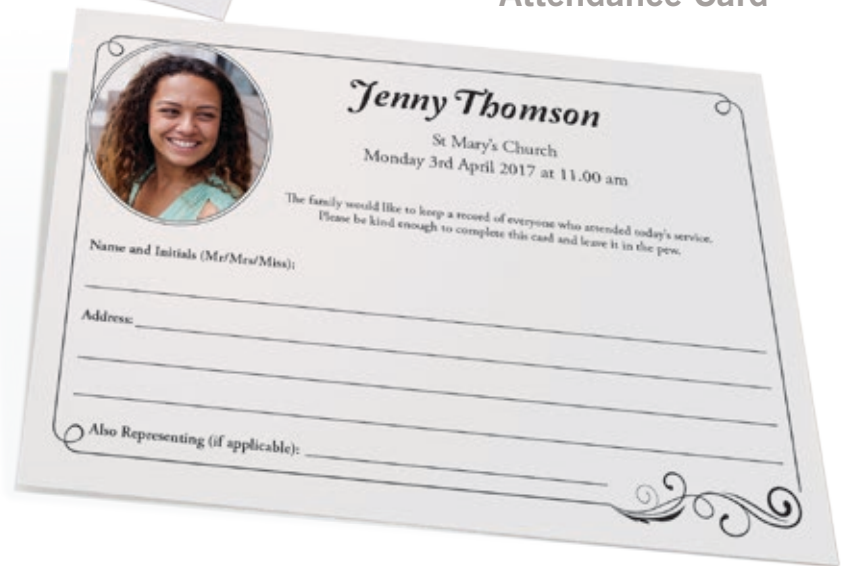 Attendance Card
Jenny Thomson
St Mary's Church
Monday 3rd April 2017 at 11.00 am
The family would like to keep a record of everyone who attended today's service.
Please be kind enough to complete this card and leave it in the pew.
Name and Initials (Mr/Mrs/Miss):
Address:
Also Representing (if applicable):